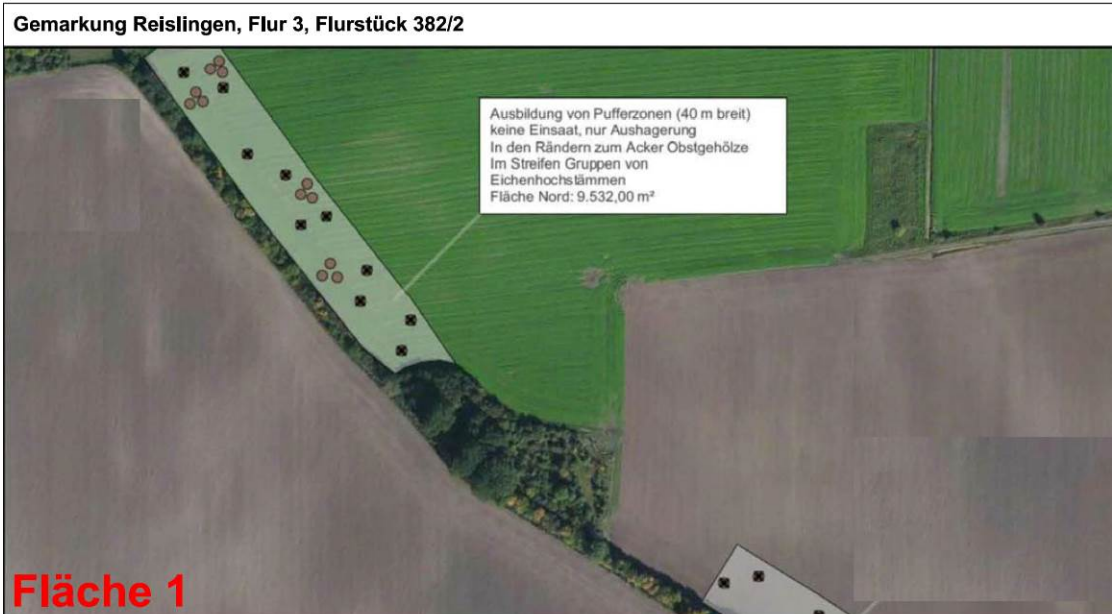 Gemarkung Reislingen, Flur 3, Flurstück 382/2
Ausbildung von Pufferzonen (40 m breit)
keine Einsaat, nur Aushagerung
In den Rändern zum Acker Obstgehölze
Im Streifen Gruppen von
Eichenhochstämmen
Fläche Nord: 9.532,00 m²
Fläche 1